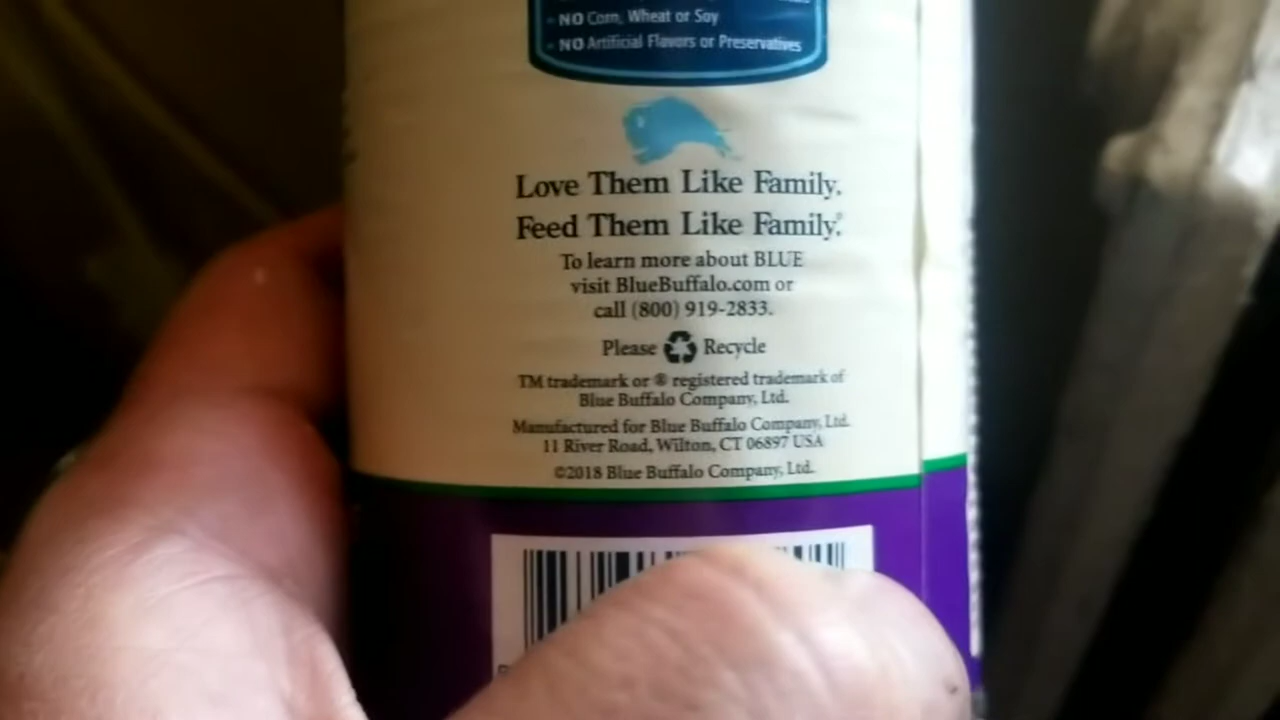 - NO Corn, Wheat or Soy
- NO Artificial Flavors or Preservatives
Love Them Like Family.
Feed Them Like Family.®
To learn more about BLUE
visit BlueBuffalo.com or
call (800) 919-2833.
Please Recycle
TM trademark or ® registered trademark of
Blue Buffalo Company, Ltd.
Manufactured for Blue Buffalo Company, Ltd.
11 River Road, Wilton, CT 06897 USA
©2018 Blue Buffalo Company, Ltd.